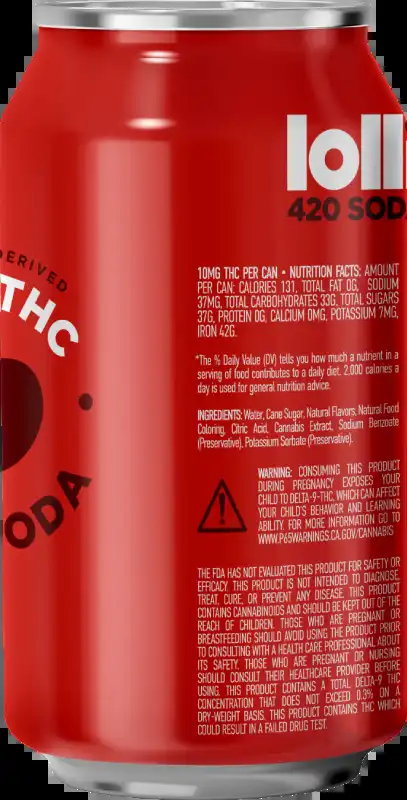 loll
420 SOD
DERIVED
THC
SODA
10MG THC PER CAN • NUTRITION FACTS: AMOUNT
PER CAN: CALORIES 131, TOTAL FAT 0G, SODIUM
37MG, TOTAL CARBOHYDRATES 33G, TOTAL SUGARS
37G, PROTEIN 0G, CALCIUM 0MG, POTASSIUM 7MG,
IRON 42G.
*The % Daily Value (DV) tells you how much a nutrient in a
serving of food contributes to a daily diet. 2,000 calories a
day is used for general nutrition advice.
INGREDIENTS: Water, Cane Sugar, Natural Flavors, Natural Food
Coloring, Citric Acid, Cannabis Extract, Sodium Benzoate
(Preservative), Potassium Sorbate (Preservative).
WARNING: CONSUMING THIS PRODUCT
DURING PREGNANCY EXPOSES YOUR
CHILD TO DELTA-9-THC, WHICH CAN AFFECT
YOUR CHILD'S BEHAVIOR AND LEARNING
ABILITY. FOR MORE INFORMATION GO TO
WWW.P65WARNINGS.CA.GOV/CANNABIS
THE FDA HAS NOT EVALUATED THIS PRODUCT FOR SAFETY OR
EFFICACY. THIS PRODUCT IS NOT INTENDED TO DIAGNOSE,
TREAT, CURE, OR PREVENT ANY DISEASE. THIS PRODUCT
CONTAINS CANNABINOIDS AND SHOULD BE KEPT OUT OF THE
REACH OF CHILDREN. THOSE WHO ARE PREGNANT OR
BREASTFEEDING SHOULD AVOID USING THE PRODUCT PRIOR
TO CONSULTING WITH A HEALTH CARE PROFESSIONAL ABOUT
ITS SAFETY. THOSE WHO ARE PREGNANT OR NURSING
SHOULD CONSULT THEIR HEALTHCARE PROVIDER BEFORE
USING. THIS PRODUCT CONTAINS A TOTAL DELTA-9 THC
CONCENTRATION THAT DOES NOT EXCEED 0.3% ON A
DRY-WEIGHT BASIS. THIS PRODUCT CONTAINS THC WHICH
COULD RESULT IN A FAILED DRUG TEST.